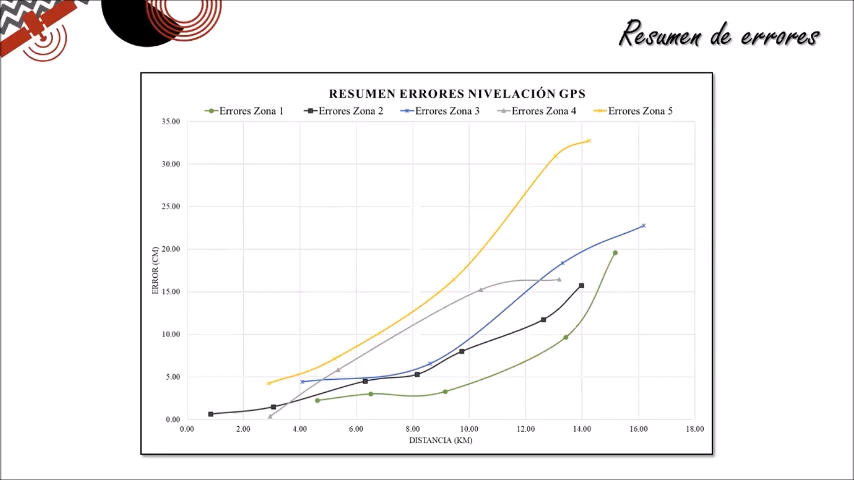 Resumen de errores
RESUMEN ERRORES NIVELACIÓN GPS
Errores Zona 1 Errores Zona 2 Errores Zona 3 Errores Zona 4 Errores Zona 5
35.00
30.00
25.00
20.00
15.00
10.00
5.00
0.00
ERROR (CM)
0.00 2.00 4.00 6.00 8.00 10.00 12.00 14.00 16.00 18.00
DISTANCIA (KM)